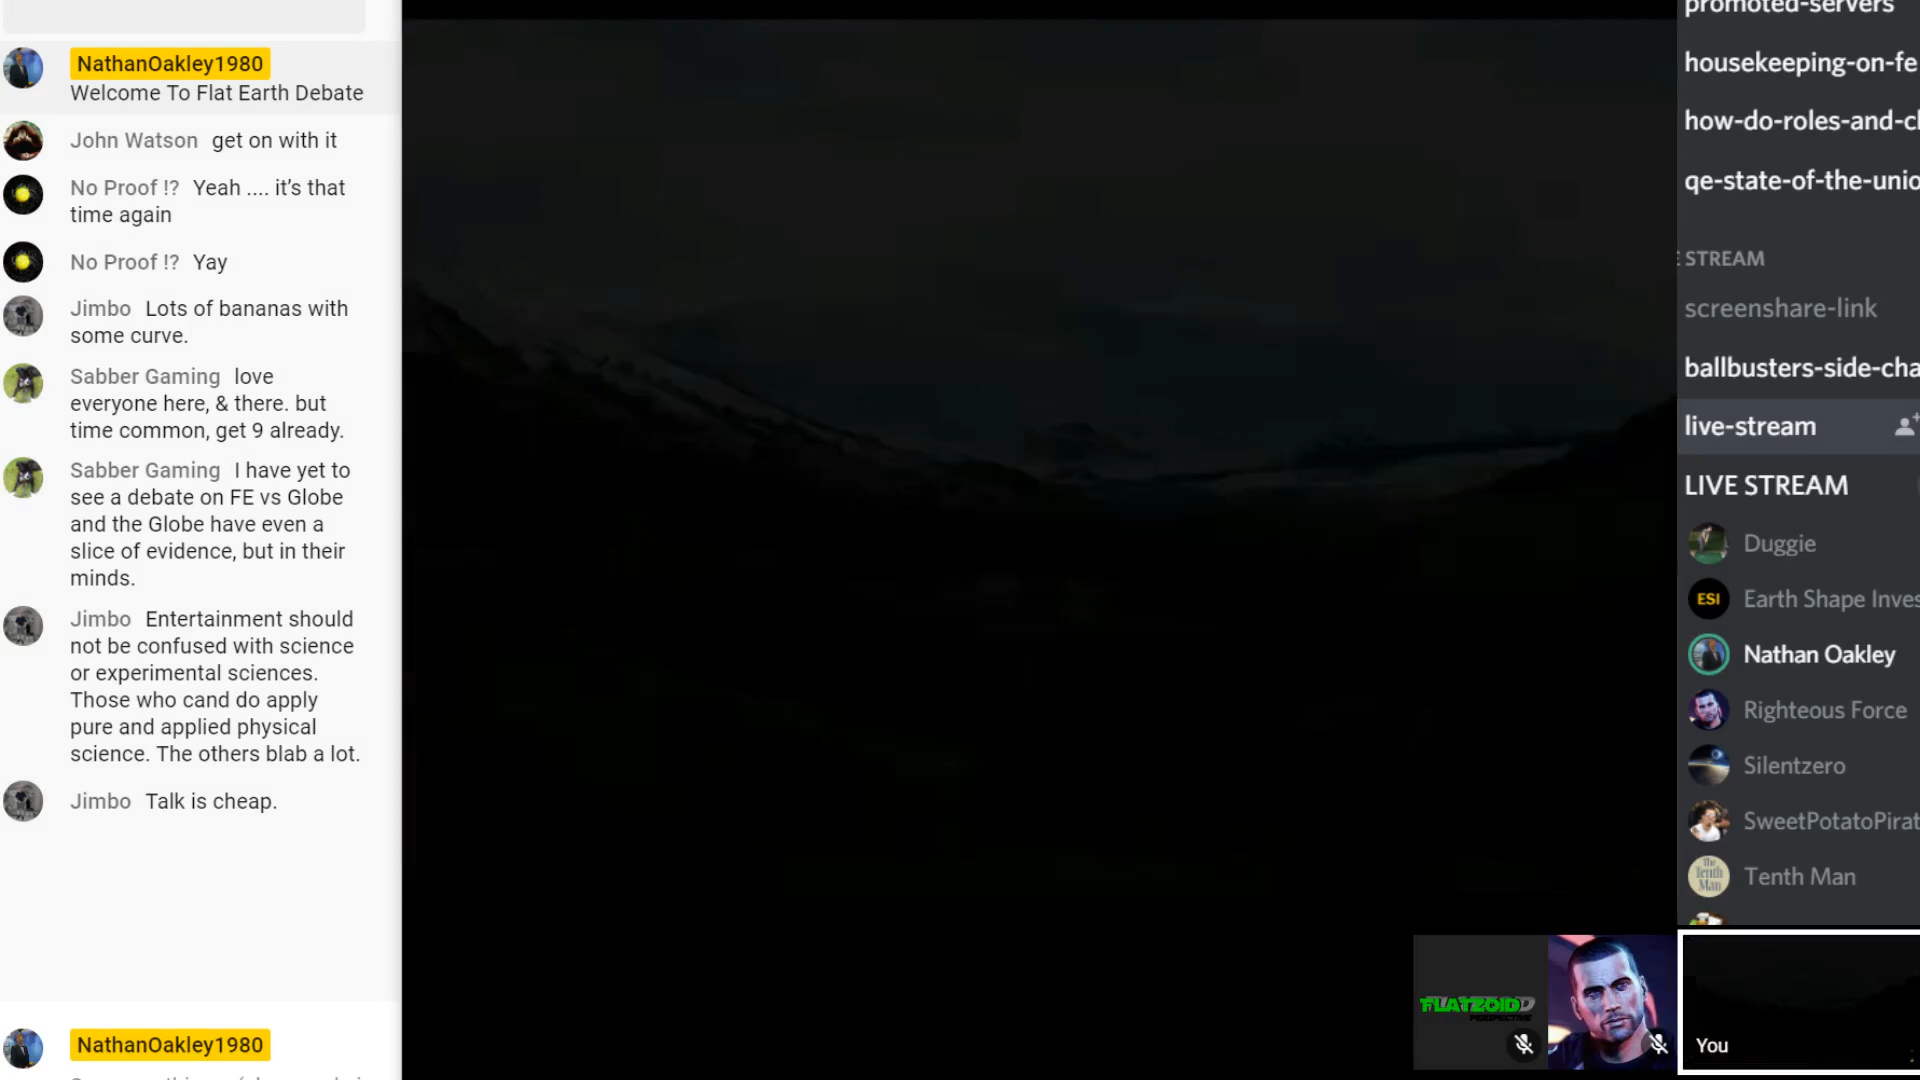 NathanOakley1980
Welcome To Flat Earth Debate
John Watson get on with it
No Proof !? Yeah .... it’s that
time again
No Proof !? Yay
Jimbo Lots of bananas with
some curve.
Sabber Gaming love
everyone here, & there. but
time common, get 9 already.
Sabber Gaming I have yet to
see a debate on FE vs Globe
and the Globe have even a
slice of evidence, but in their
minds.
Jimbo Entertainment should
not be confused with science
or experimental sciences.
Those who cand do apply
pure and applied physical
science. The others blab a lot.
Jimbo Talk is cheap.
NathanOakley1980
promoted-servers
housekeeping-on-fe
how-do-roles-and-cl
qe-state-of-the-unio
E STREAM
screenshare-link
ballbusters-side-cha
live-stream
LIVE STREAM
Duggie
ESI Earth Shape Inves
Nathan Oakley
Righteous Force
Silentzero
SweetPotatoPirat
The
Tenth
Man
Tenth Man
FLATZOID
PERSPECTIVE
You